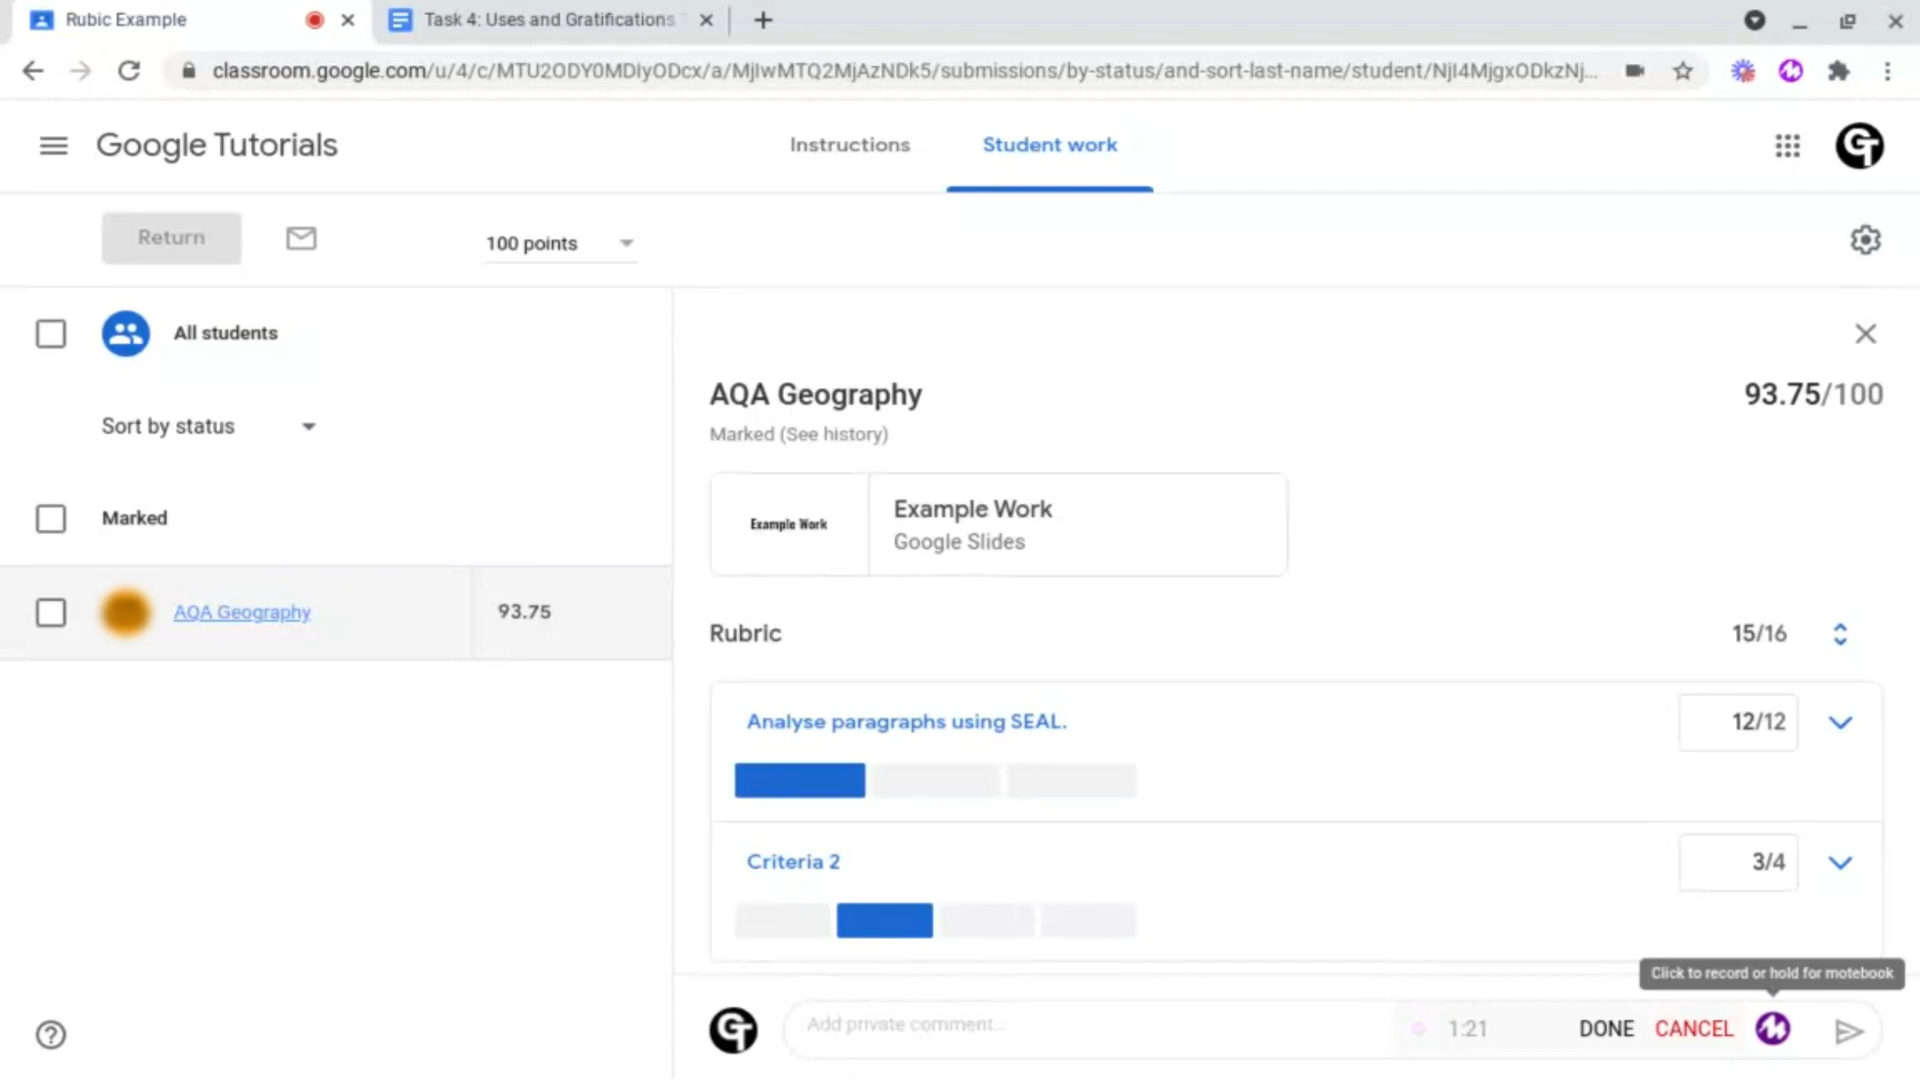 Rubic Example
Task 4: Uses and Gratifications
classroom.google.com/u/4/c/MTU2ODY0MDIyODcx/a/MjIwMTQ2MjAzNDk5/submissions/by-status/and-sort-last-name/student/NjI4MjgxODkzNj...
Google Tutorials
Instructions
Student work
GT
Return
100 points
All students
Sort by status
AQA Geography
93.75/100
Marked (See history)
Example Work
Example Work
Google Slides
Marked
AQA Geography
93.75
Rubric
15/16
Analyse paragraphs using SEAL.
12/12
Criteria 2
3/4
Click to record or hold for motebook
GT
Add private comment...
1:21
DONE
CANCEL